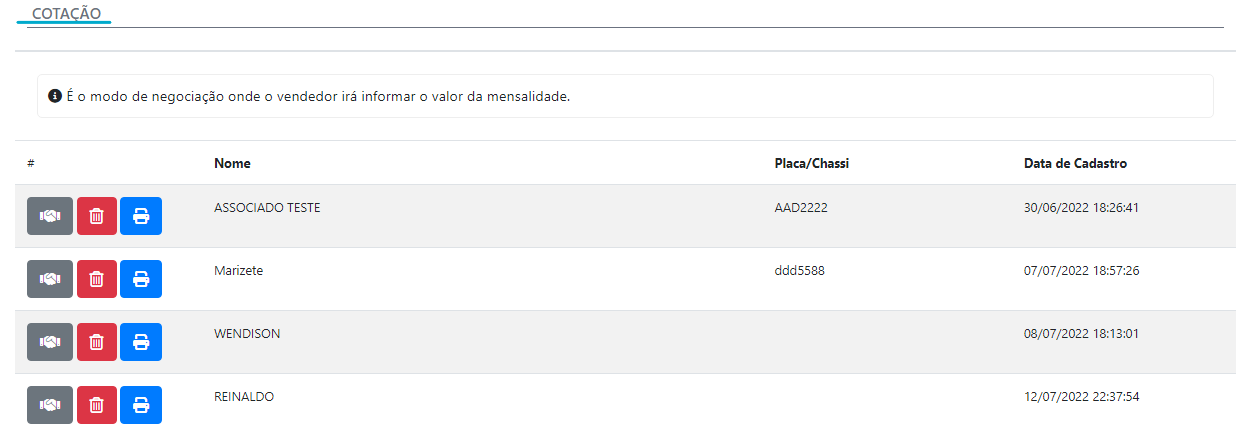 COTAÇÃO
É o modo de negociação onde o vendedor irá informar o valor da mensalidade.
# Nome Placa/Chassi Data de Cadastro
ASSOCIADO TESTE AAD2222 30/06/2022 18:26:41
Marizete ddd5588 07/07/2022 18:57:26
WENDISON 08/07/2022 18:13:01
REINALDO 12/07/2022 22:37:54